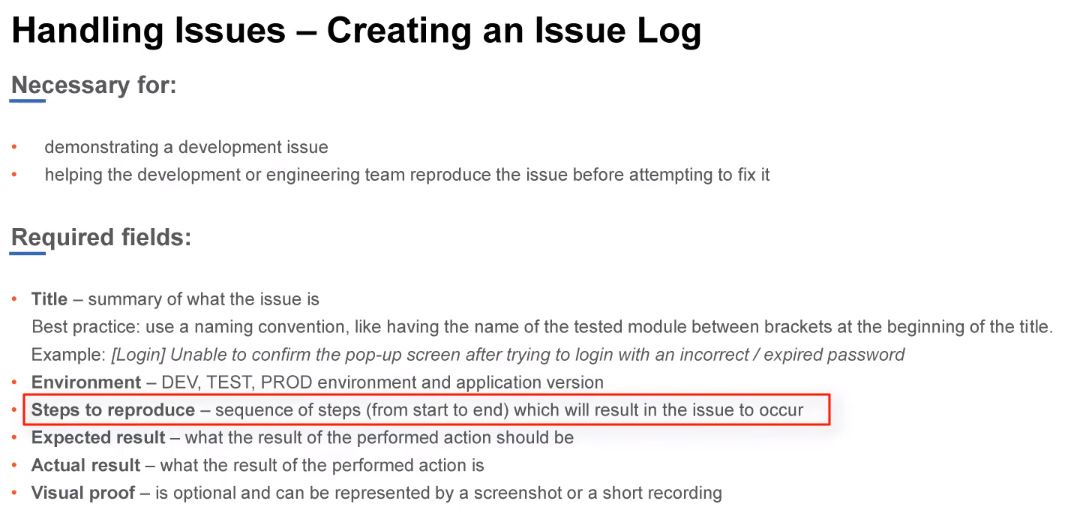 Handling Issues – Creating an Issue Log
Necessary for:
• demonstrating a development issue
• helping the development or engineering team reproduce the issue before attempting to fix it
Required fields:
• Title – summary of what the issue is
Best practice: use a naming convention, like having the name of the tested module between brackets at the beginning of the title.
Example: [Login] Unable to confirm the pop-up screen after trying to login with an incorrect / expired password
• Environment – DEV, TEST, PROD environment and application version
• Steps to reproduce – sequence of steps (from start to end) which will result in the issue to occur
• Expected result – what the result of the performed action should be
• Actual result – what the result of the performed action is
• Visual proof – is optional and can be represented by a screenshot or a short recording